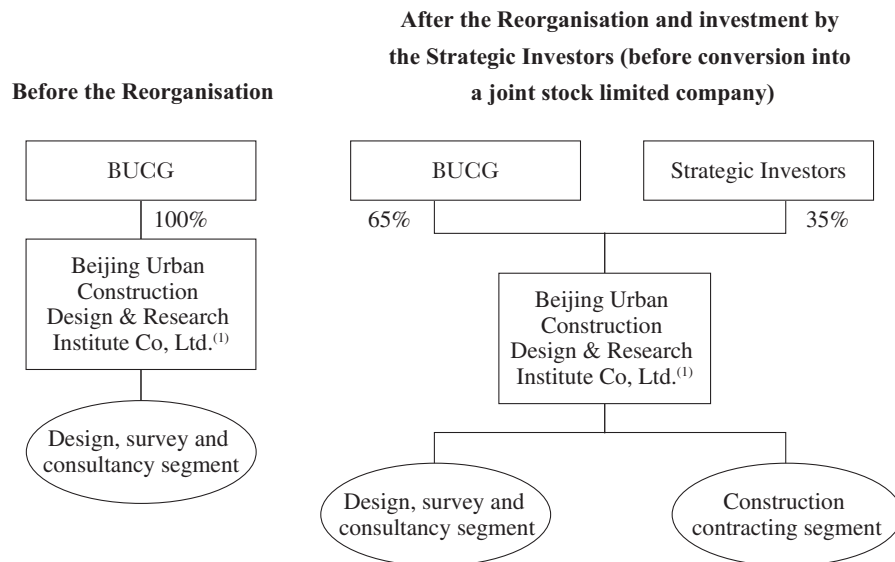 Before the Reorganisation
BUCG
100%
Beijing Urban
Construction
Design & Research
Institute Co, Ltd.(1)
Design, survey and
consultancy segment
After the Reorganisation and investment by
the Strategic Investors (before conversion into
a joint stock limited company)
BUCG
Strategic Investors
65%
35%
Beijing Urban
Construction
Design & Research
Institute Co, Ltd.(1)
Design, survey and
consultancy segment
Construction
contracting segment